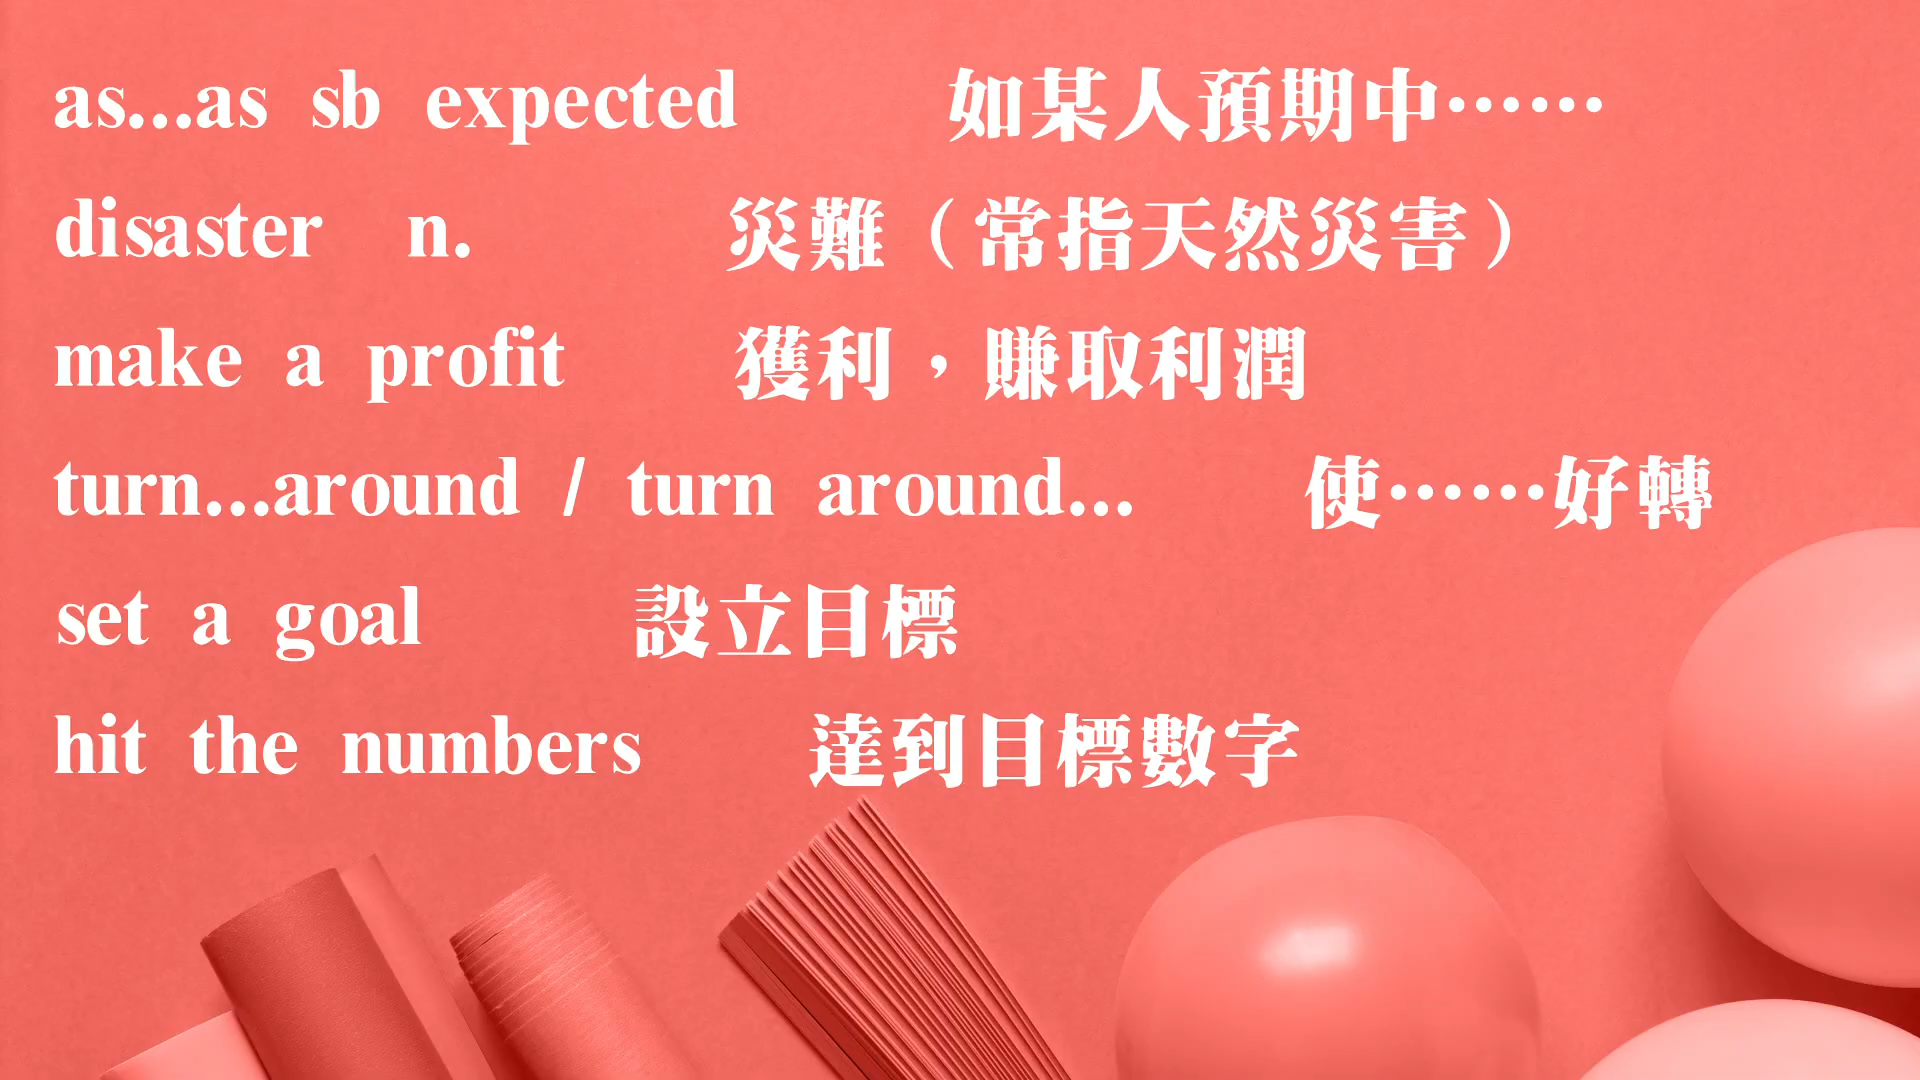 as...as sb expected 如某人預期中⋯⋯
disaster n. 災難（常指天然災害）
make a profit 獲利，賺取利潤
turn...around / turn around... 使⋯⋯好轉
set a goal 設立目標
hit the numbers 達到目標數字